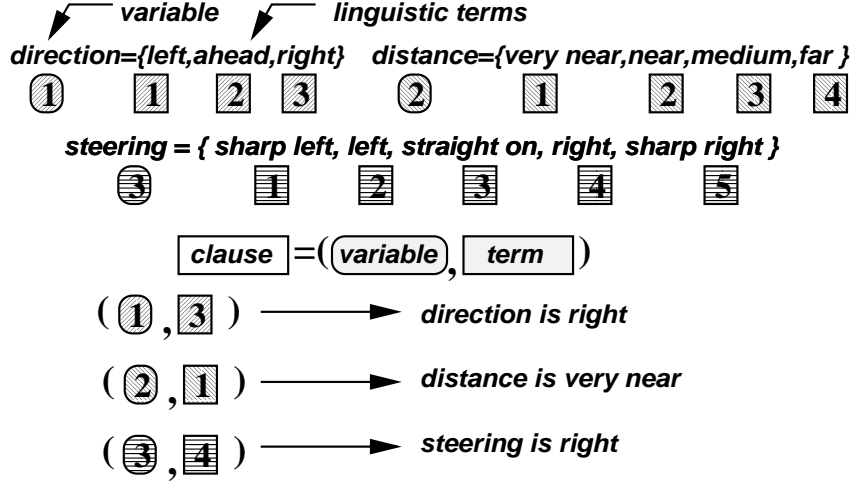 variable linguistic terms
direction={left,ahead,right} distance={very near,near,medium,far }
1 1 2 3 2 1 2 3 4
steering = { sharp left, left, straight on, right, sharp right }
3 1 2 3 4 5
clause =( variable , term )
( 1 , 3 ) direction is right
( 2 , 1 ) distance is very near
( 3 , 4 ) steering is right